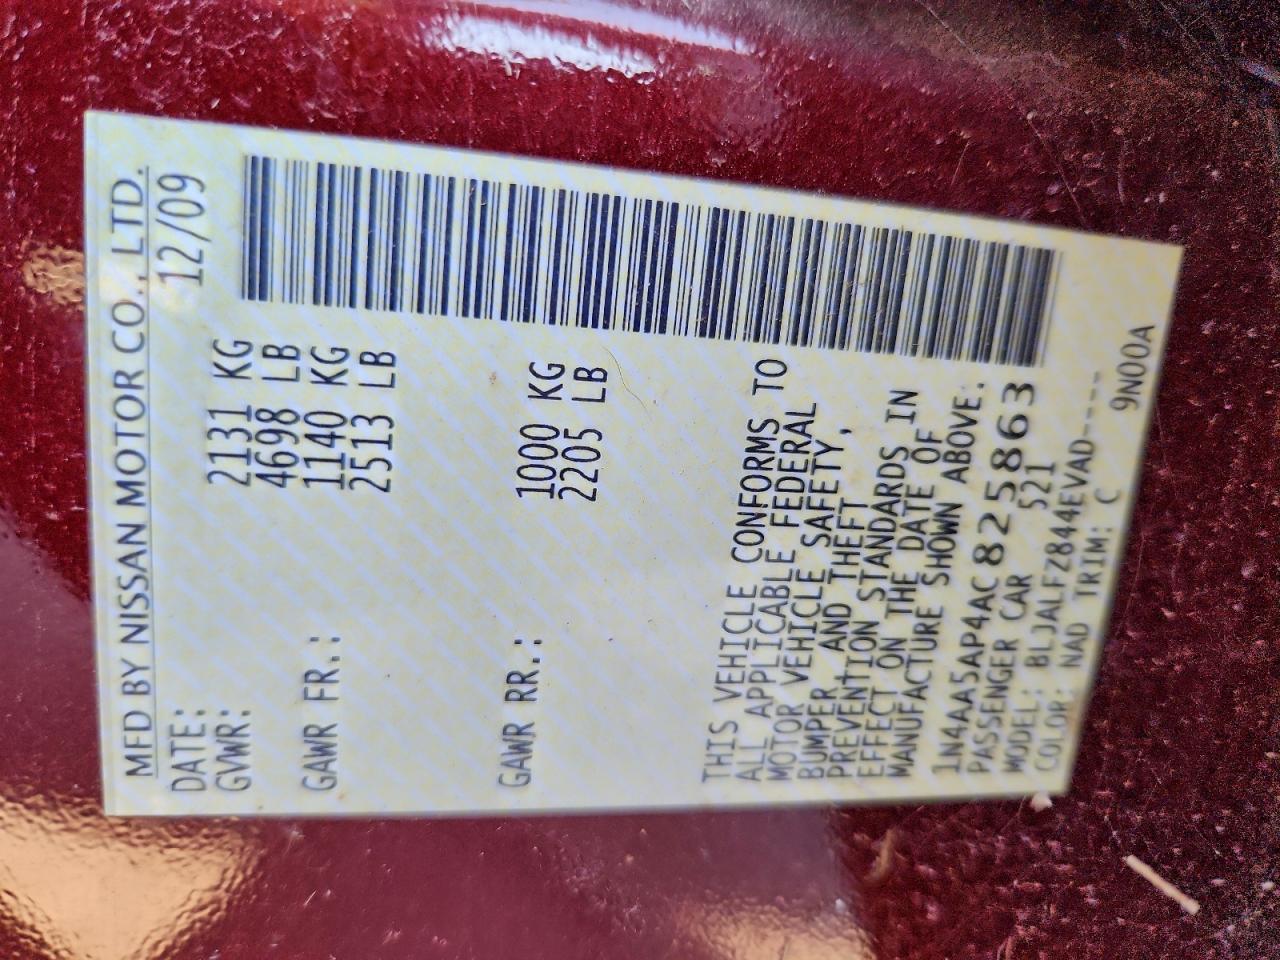 MFD BY NISSAN MOTOR CO., LTD.
DATE: 12/09
GVWR: 2131 KG
4698 LB
GAWR FR.: 1140 KG
2513 LB
GAWR RR.: 1000 KG
2205 LB
THIS VEHICLE CONFORMS TO
ALL APPLICABLE FEDERAL
MOTOR VEHICLE SAFETY,
BUMPER, AND THEFT
PREVENTION STANDARDS IN
EFFECT ON THE DATE OF
MANUFACTURE SHOWN ABOVE.
1N4AA5AP4AC825863
PASSENGER CAR S21
MODEL: BLJALFZ844EVAD----
COLOR: NAD TRIM: C 9N00A